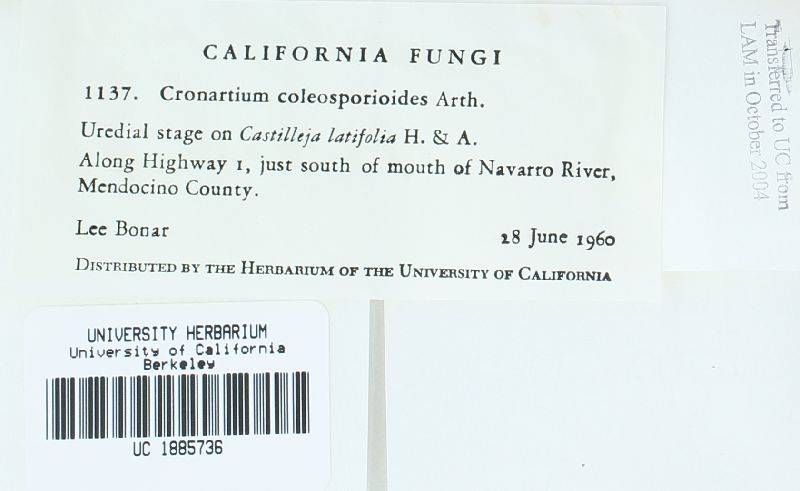 CALIFORNIA FUNGI
1137. Cronartium coleosporioides Arth.
Uredial stage on Castilleja latifolia H. & A.
Along Highway 1, just south of mouth of Navarro River,
Mendocino County.
Lee Bonar 28 June 1960
DISTRIBUTED BY THE HERBARIUM OF THE UNIVERSITY OF CALIFORNIA
Transferred to UC from
LAM in October 2004
UNIVERSITY HERBARIUM
University of California
Berkeley
UC 1885736